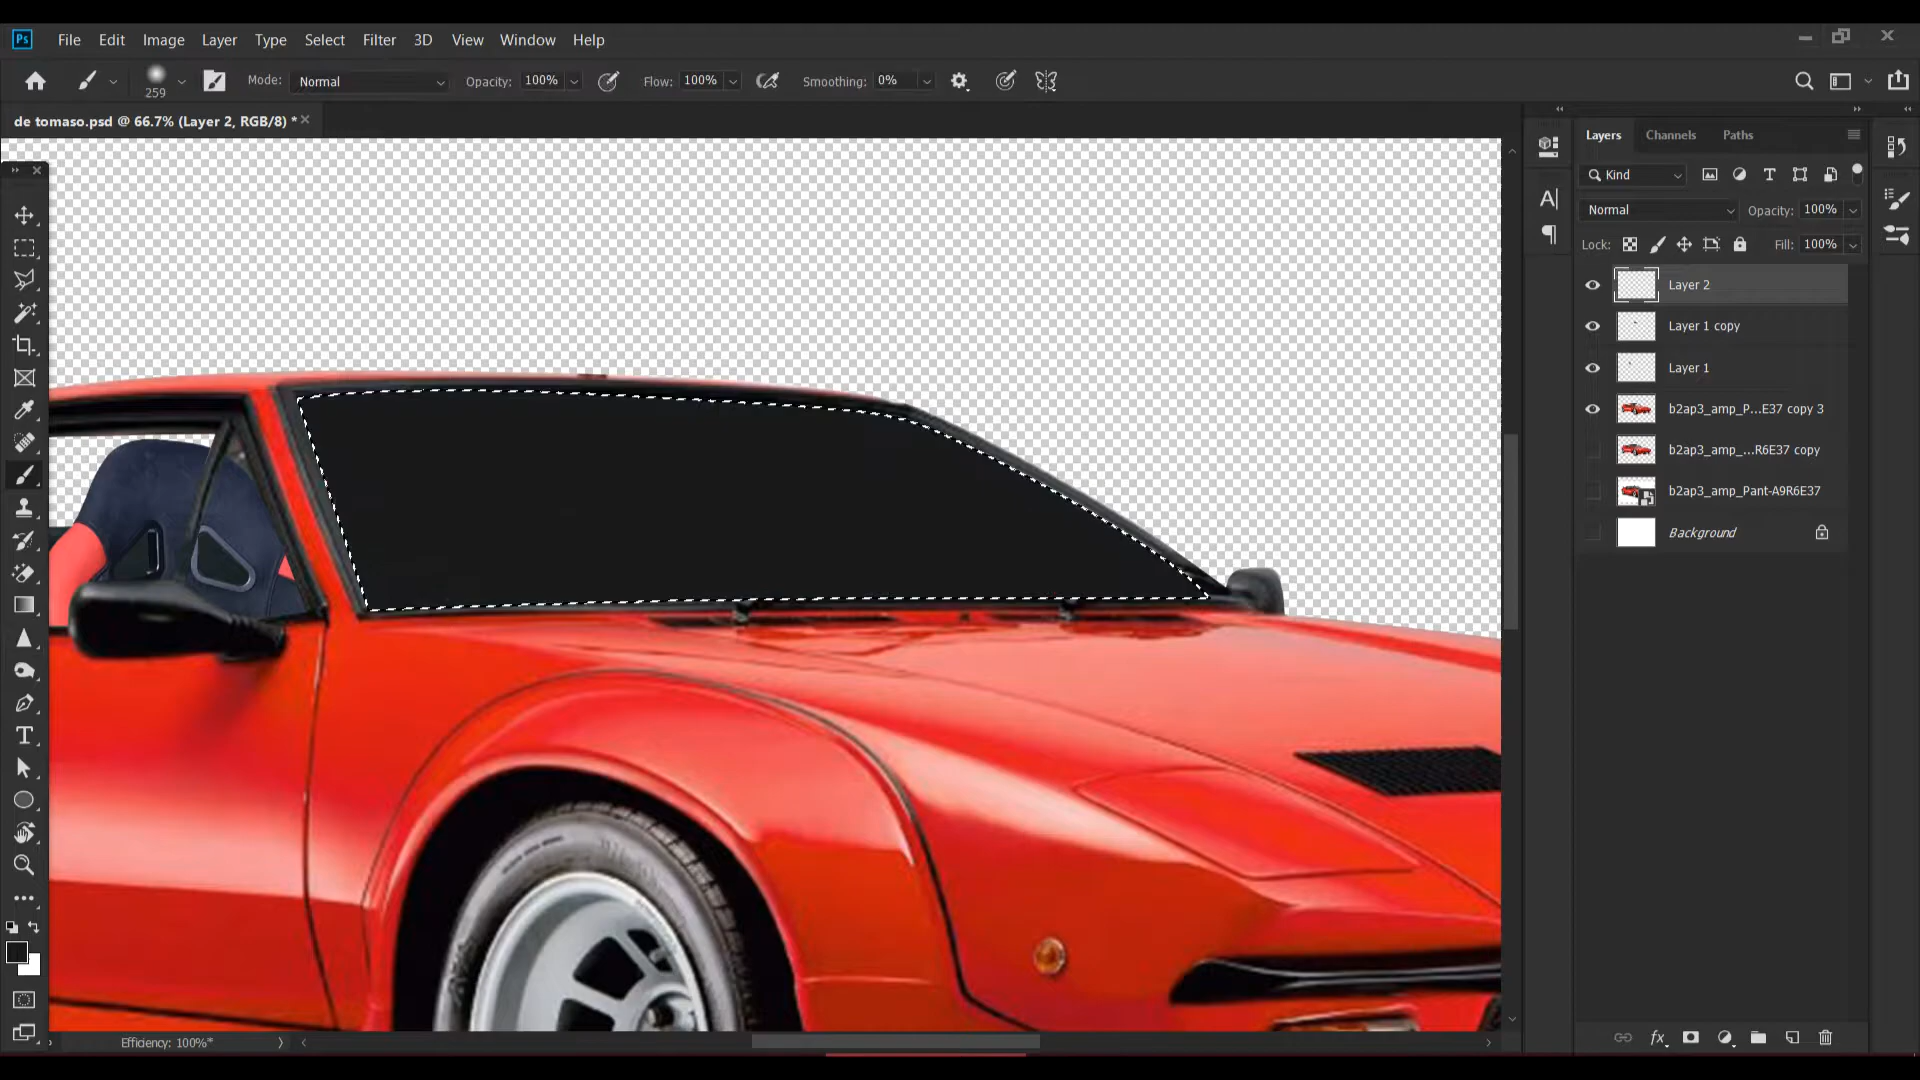 Ps File Edit Image Layer Type Select Filter 3D View Window Help
259 Mode: Normal Opacity: 100% Flow: 100% Smoothing: 0%
de tomaso.psd @ 66.7% (Layer 2, RGB/8) *
Layers Channels Paths
Kind
Normal Opacity: 100%
Lock: Fill: 100%
Layer 2
Layer 1 copy
Layer 1
b2ap3_amp_P...E37 copy 3
b2ap3_amp_...R6E37 copy
b2ap3_amp_Pant-A9R6E37
Background
Efficiency: 100%*